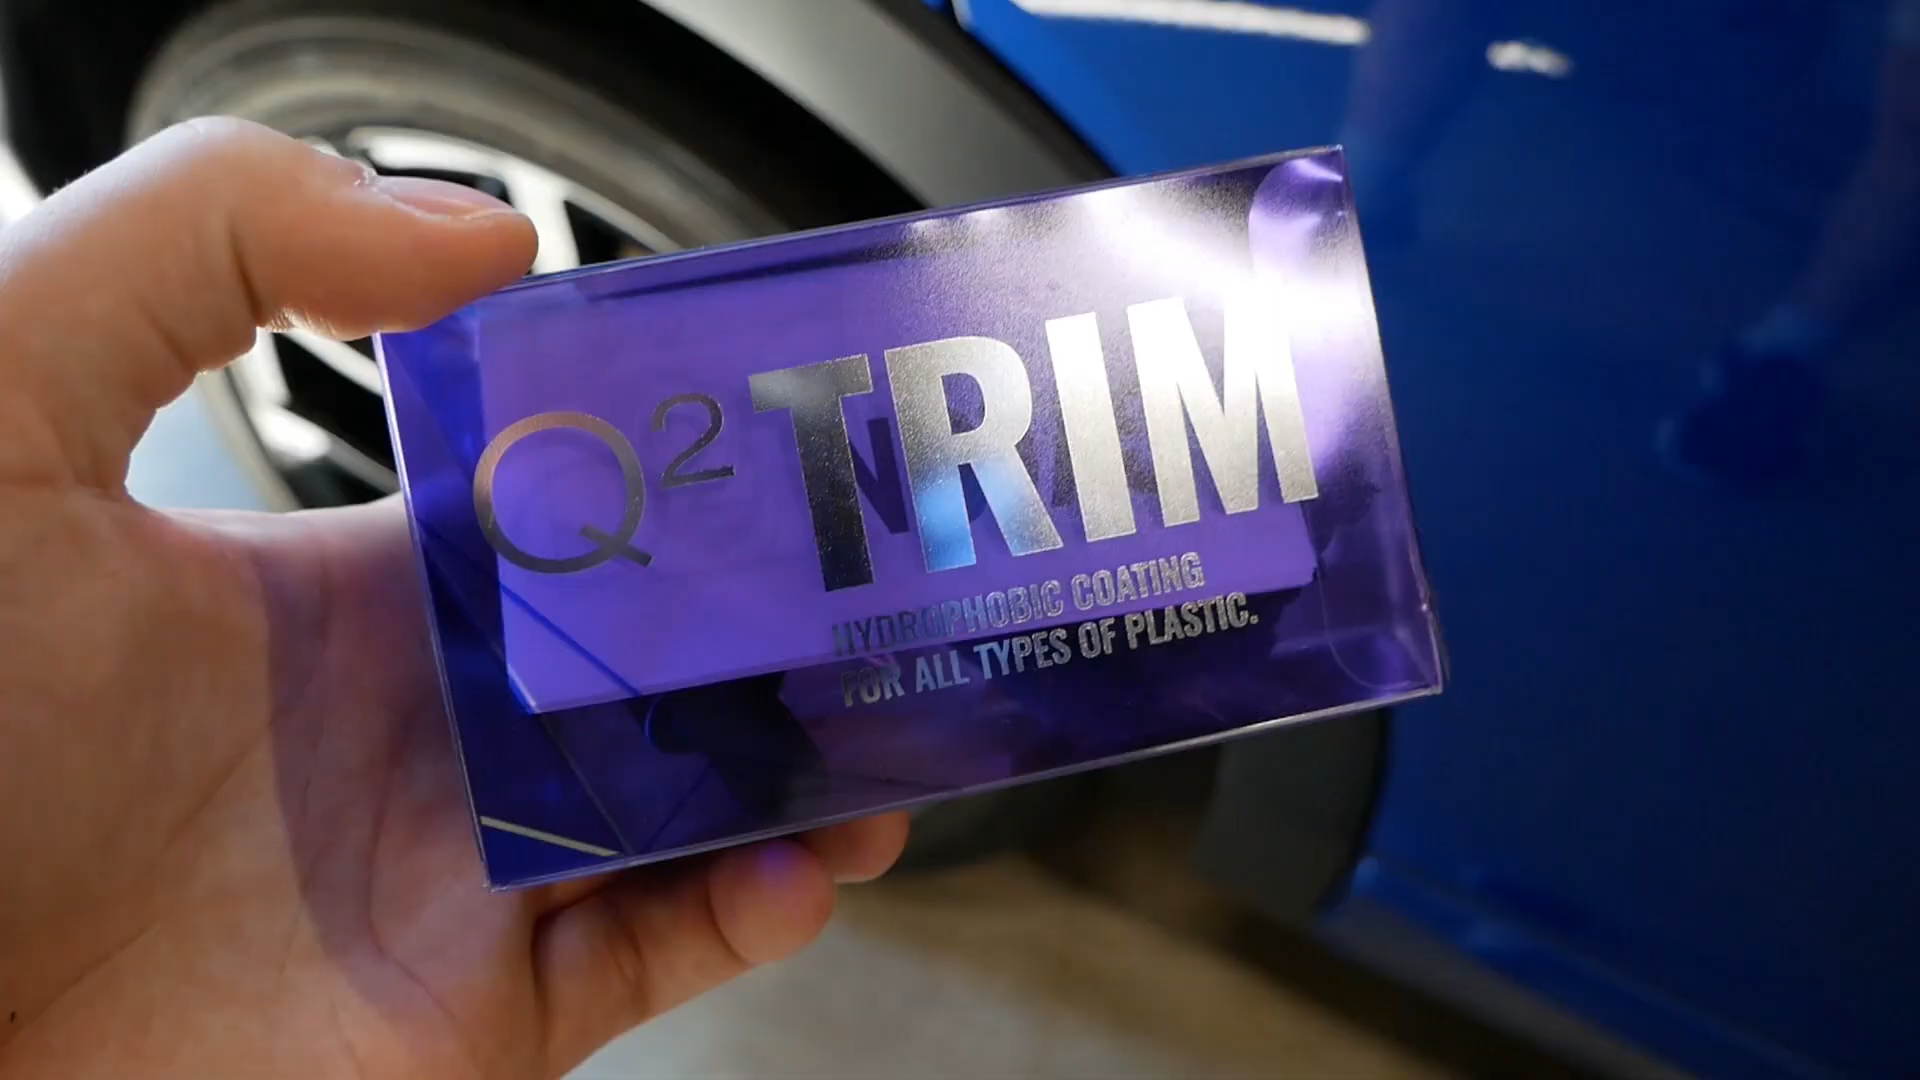 Q² TRIM
HYDROPHOBIC COATING
FOR ALL TYPES OF PLASTIC.